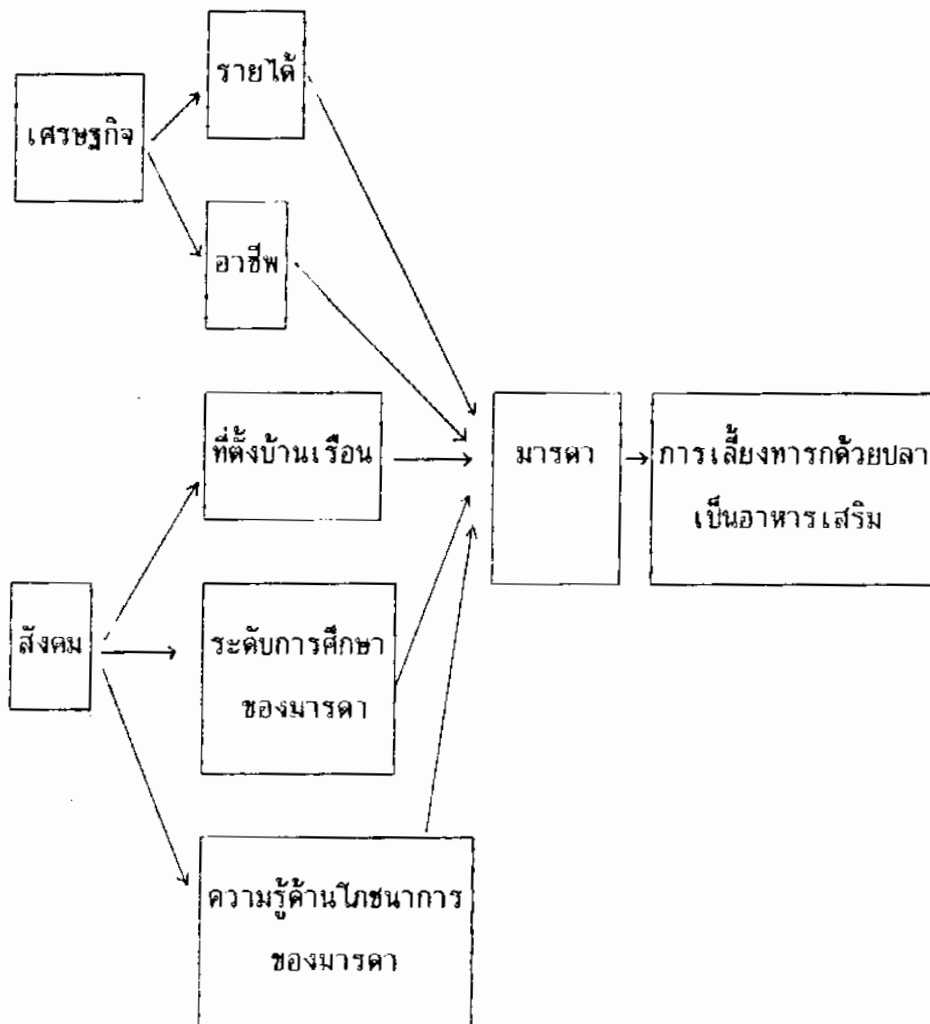 รายได้
เศรษฐกิจ
อาชีพ
ที่ตั้งบ้านเรือน
มารดา
การเลี้ยงทารกด้วยปลา
เป็นอาหารเสริม
สังคม
ระดับการศึกษา
ของมารดา
ความรู้ด้านโภชนาการ
ของมารดา